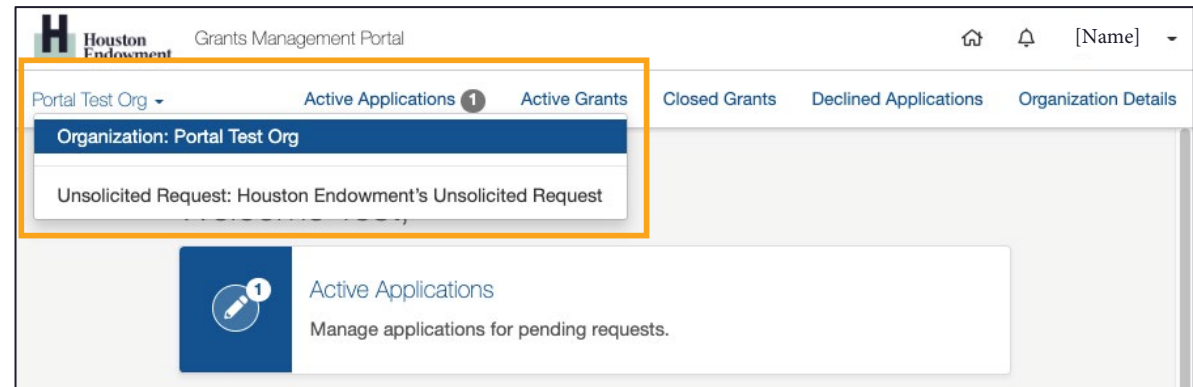 H Houston Endowment Grants Management Portal [Name]
Portal Test Org Active Applications 1 Active Grants Closed Grants Declined Applications Organization Details
Organization: Portal Test Org
Unsolicited Request: Houston Endowment's Unsolicited Request
1 Active Applications
Manage applications for pending requests.